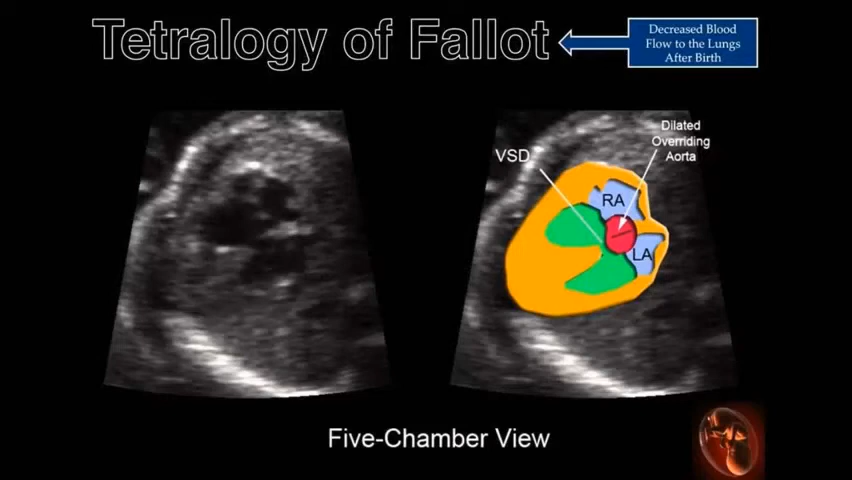 Tetralogy of Fallot
Decreased Blood
Flow to the Lungs
After Birth
Dilated
Overriding
Aorta
VSD
RA
LA
Five-Chamber View